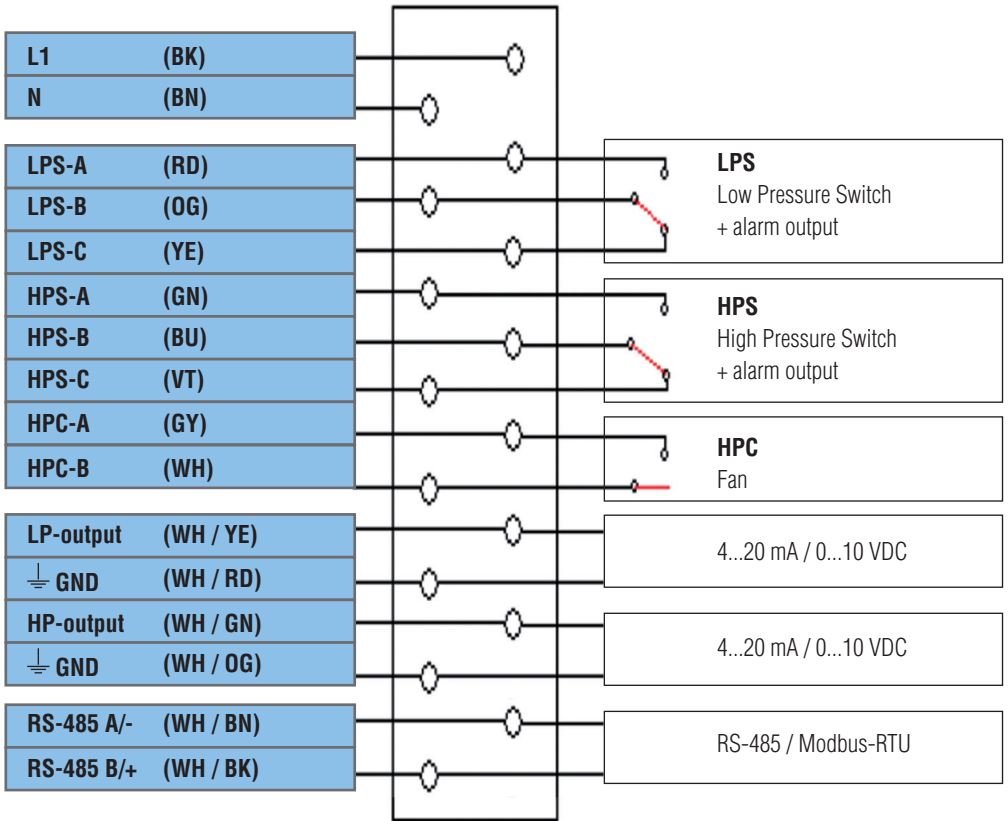 L1 (BK)
N (BN)
LPS-A (RD)
LPS-B (OG)
LPS-C (YE)
HPS-A (GN)
HPS-B (BU)
HPS-C (VT)
HPC-A (GY)
HPC-B (WH)
LP-output (WH / YE)
GND (WH / RD)
HP-output (WH / GN)
GND (WH / OG)
RS-485 A/- (WH / BN)
RS-485 B/+ (WH / BK)
LPS
Low Pressure Switch
+ alarm output
HPS
High Pressure Switch
+ alarm output
HPC
Fan
4...20 mA / 0...10 VDC
4...20 mA / 0...10 VDC
RS-485 / Modbus-RTU